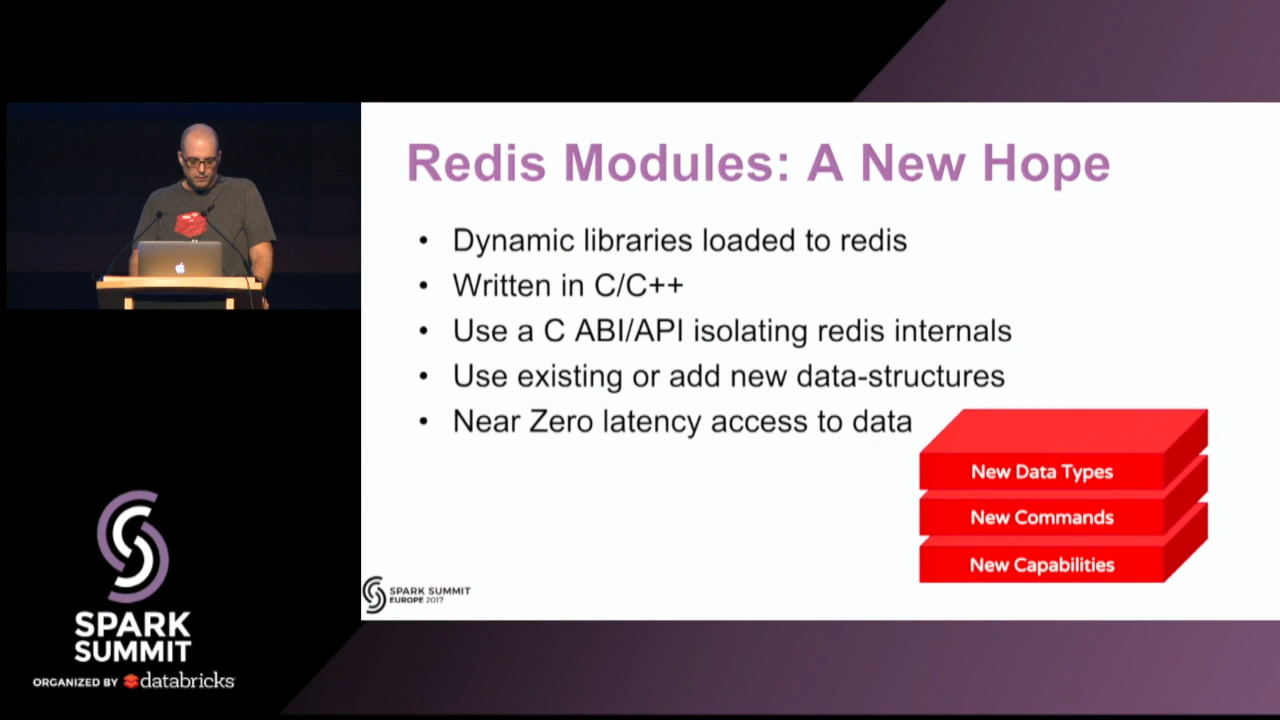 Redis Modules: A New Hope
• Dynamic libraries loaded to redis
• Written in C/C++
• Use a C ABI/API isolating redis internals
• Use existing or add new data-structures
• Near Zero latency access to data
New Data Types
New Commands
New Capabilities
SPARK SUMMIT
EUROPE 2017
SPARK
SUMMIT
ORGANIZED BY databricks